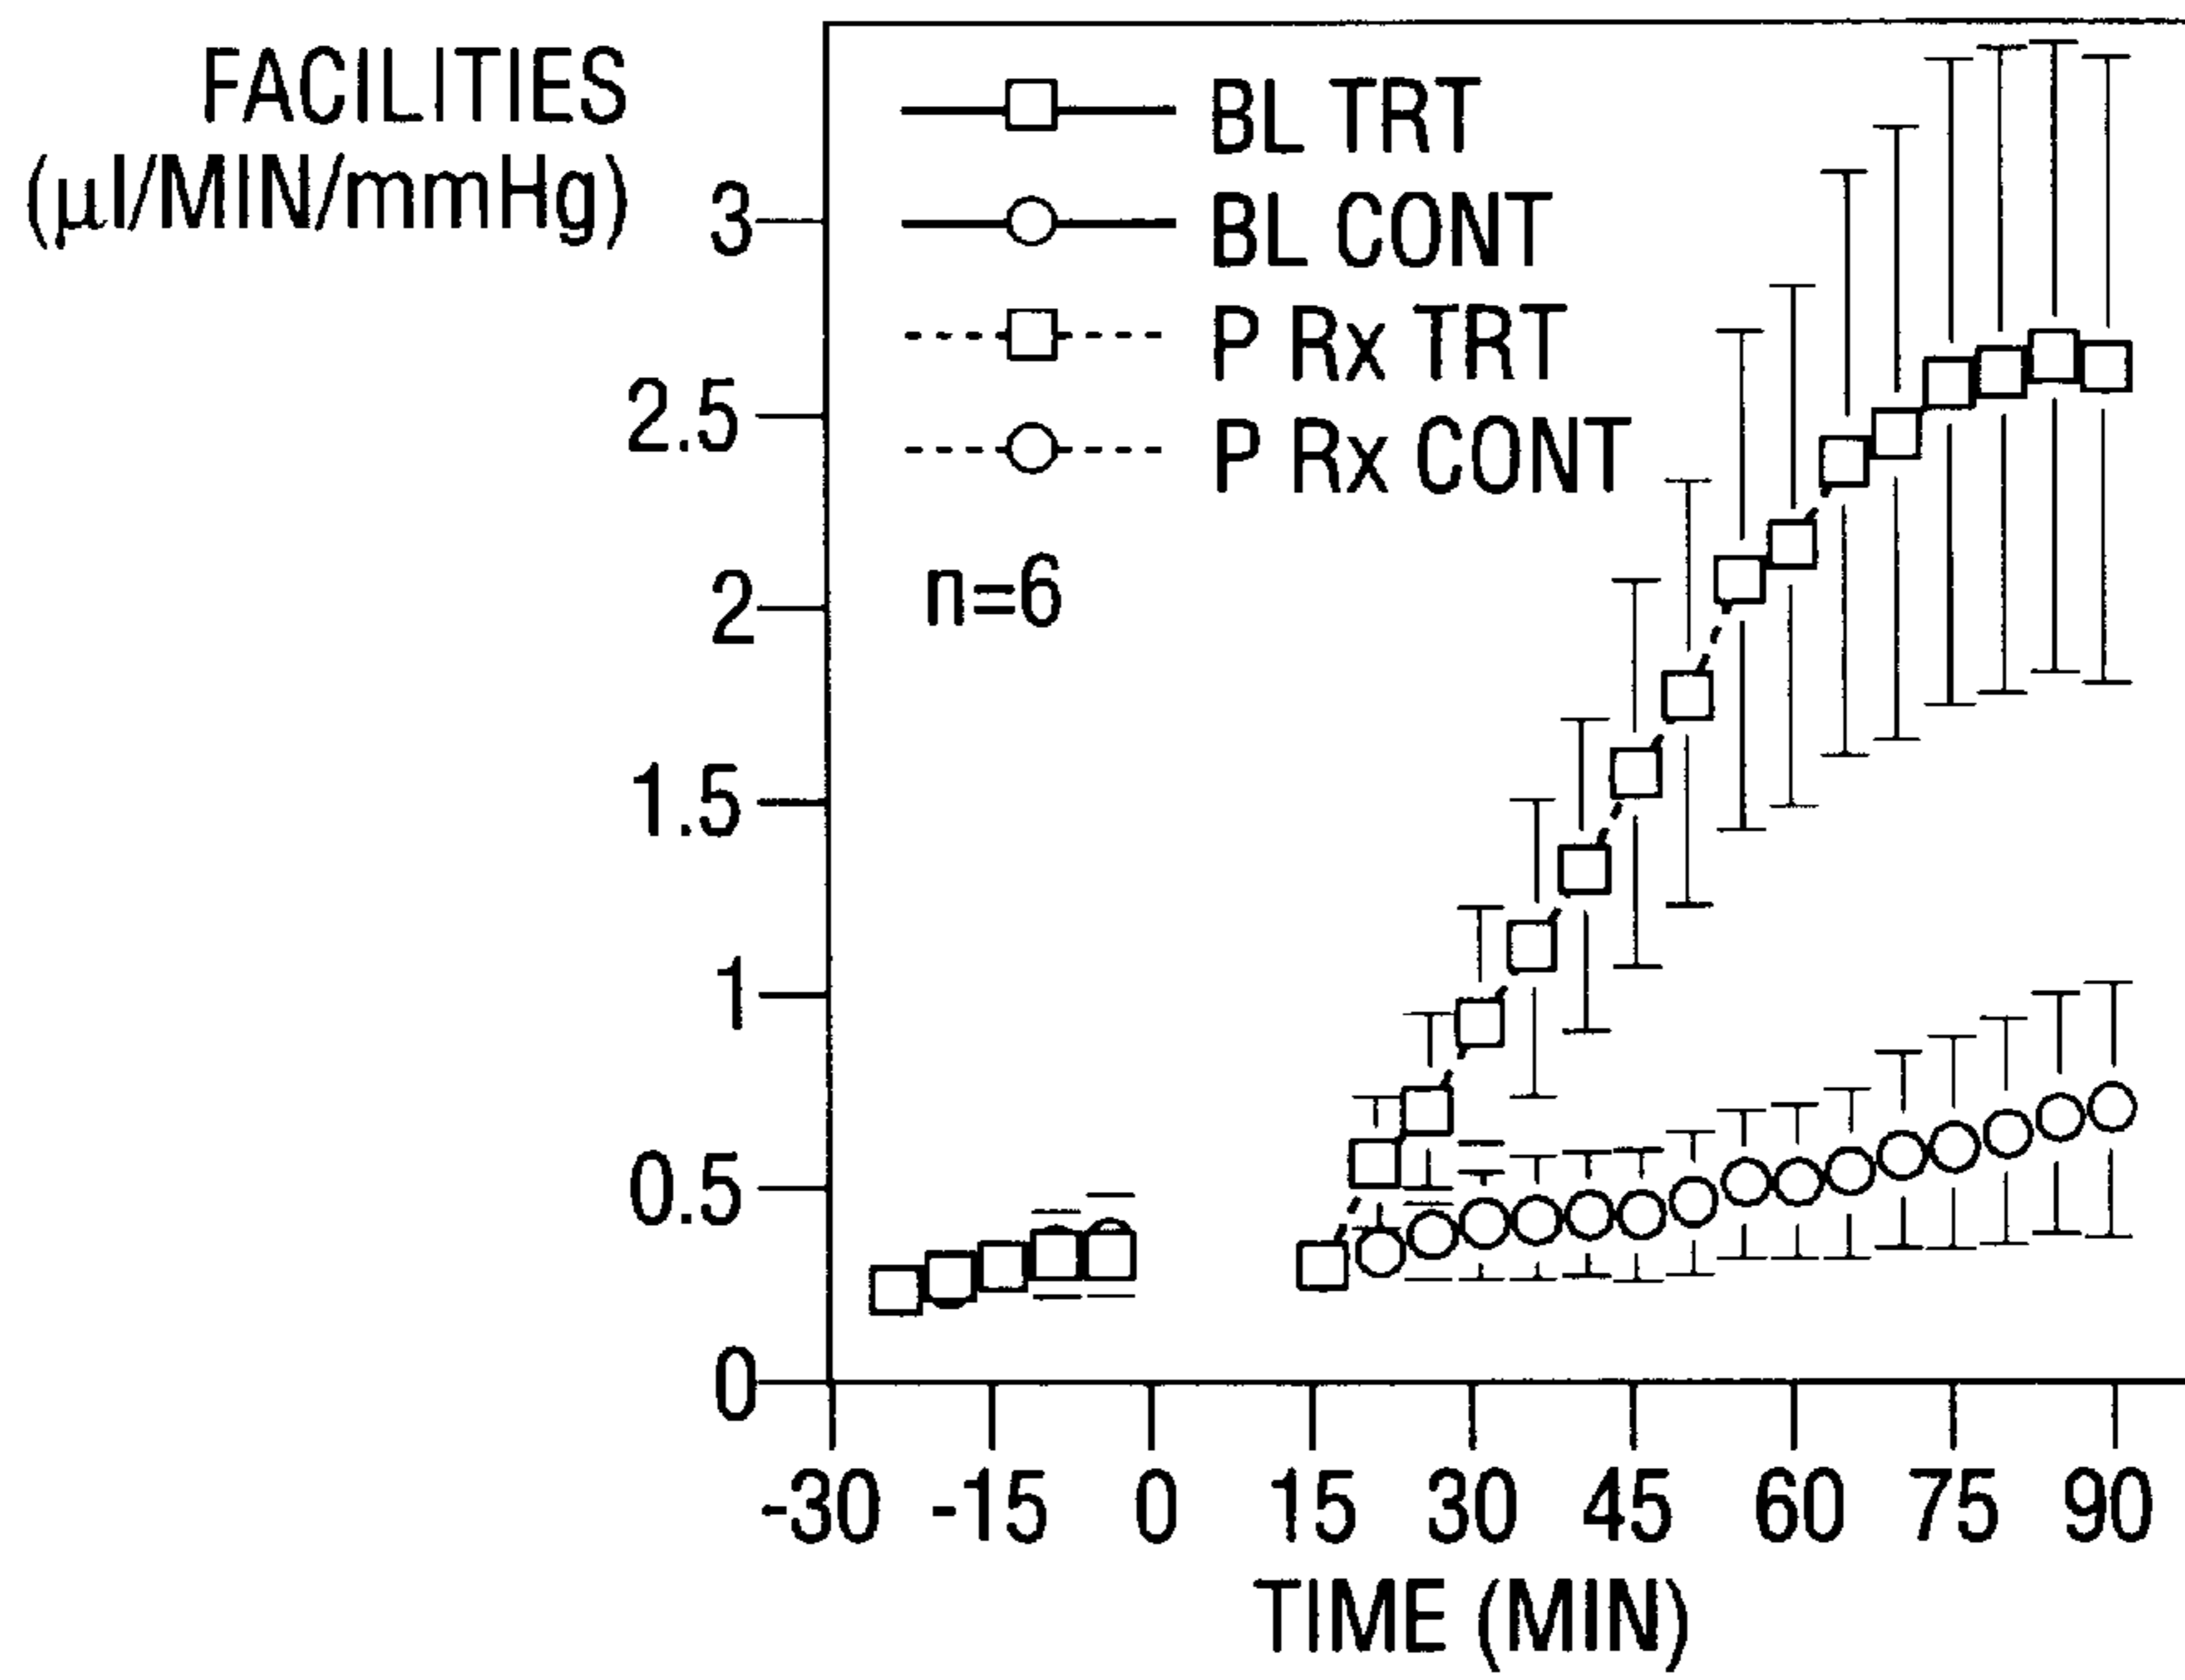 FACILITIES
(µl/MIN/mmHg)
BL TRT
BL CONT
P Rx TRT
P Rx CONT
n=6
3
2.5
2
1.5
1
0.5
0
-30 -15 0 15 30 45 60 75 90
TIME (MIN)